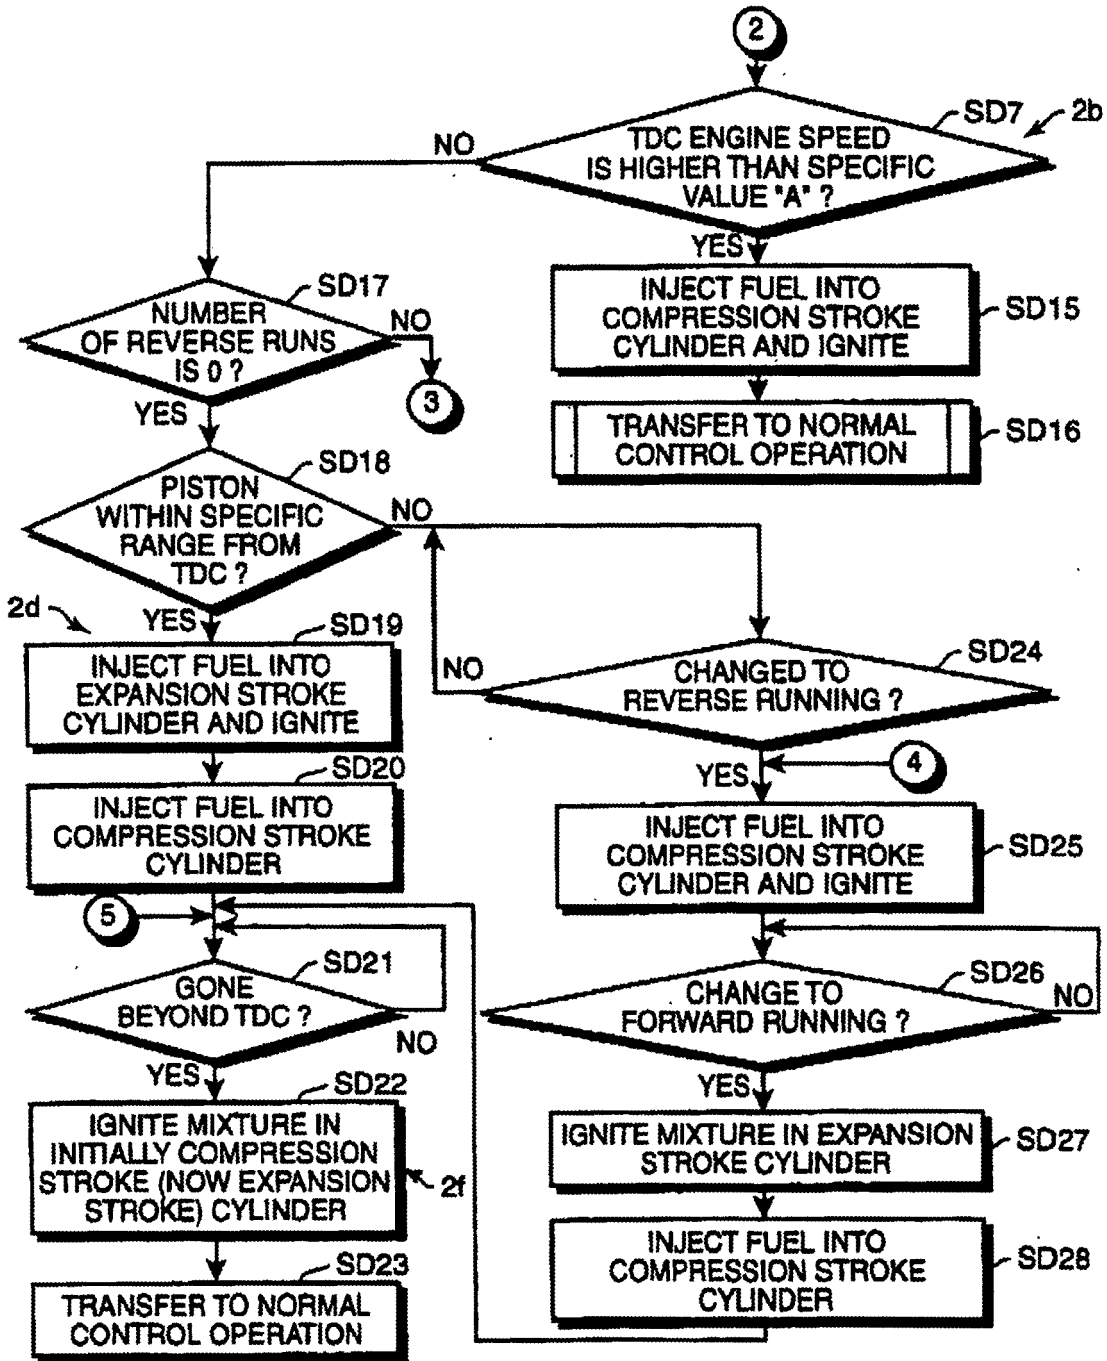 2
SD7
2b
TDC ENGINE SPEED
IS HIGHER THAN SPECIFIC
VALUE "A" ?
NO
YES
INJECT FUEL INTO
COMPRESSION STROKE
CYLINDER AND IGNITE
SD15
TRANSFER TO NORMAL
CONTROL OPERATION
SD16
SD17
NUMBER
OF REVERSE RUNS
IS 0 ?
NO
3
YES
SD18
PISTON
WITHIN SPECIFIC
RANGE FROM
TDC ?
NO
2d
YES
SD19
INJECT FUEL INTO
EXPANSION STROKE
CYLINDER AND IGNITE
SD20
INJECT FUEL INTO
COMPRESSION STROKE
CYLINDER
5
SD21
GONE
BEYOND TDC ?
NO
YES
SD22
IGNITE MIXTURE IN
INITIALLY COMPRESSION
STROKE (NOW EXPANSION
STROKE) CYLINDER
2f
SD23
TRANSFER TO NORMAL
CONTROL OPERATION
SD24
CHANGED TO
REVERSE RUNNING ?
NO
YES
4
INJECT FUEL INTO
COMPRESSION STROKE
CYLINDER AND IGNITE
SD25
SD26
CHANGE TO
FORWARD RUNNING ?
NO
YES
IGNITE MIXTURE IN EXPANSION
STROKE CYLINDER
SD27
INJECT FUEL INTO
COMPRESSION STROKE
CYLINDER
SD28